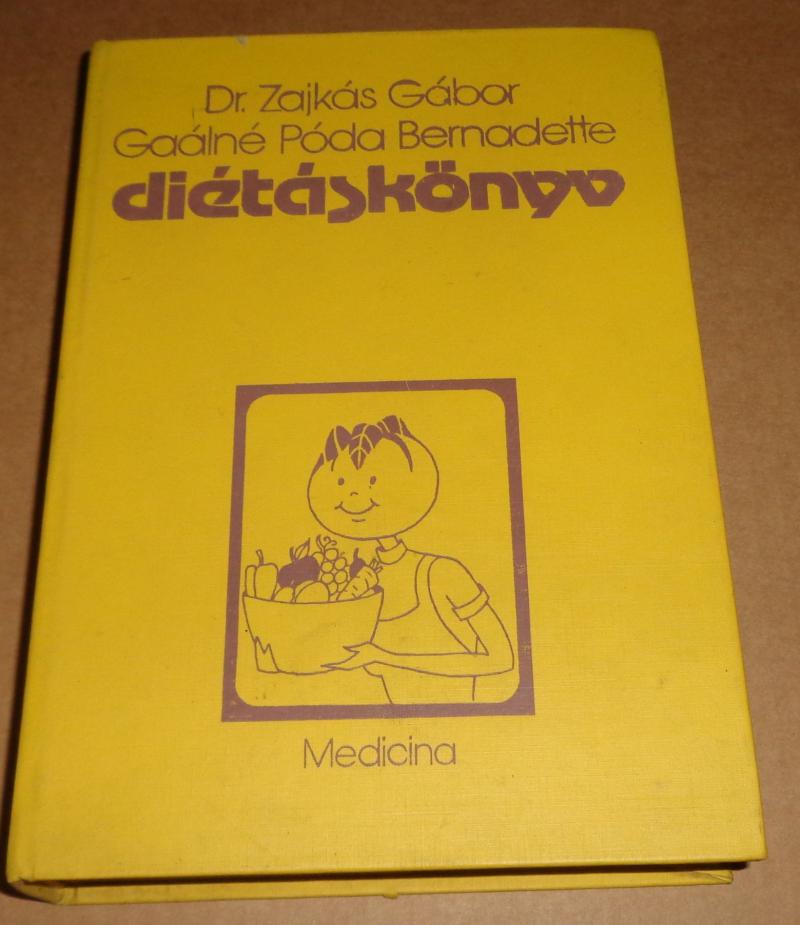 Dr. Zajkás Gábor
Gaálné Póda Bernadette
diétáskönyv
Medicina